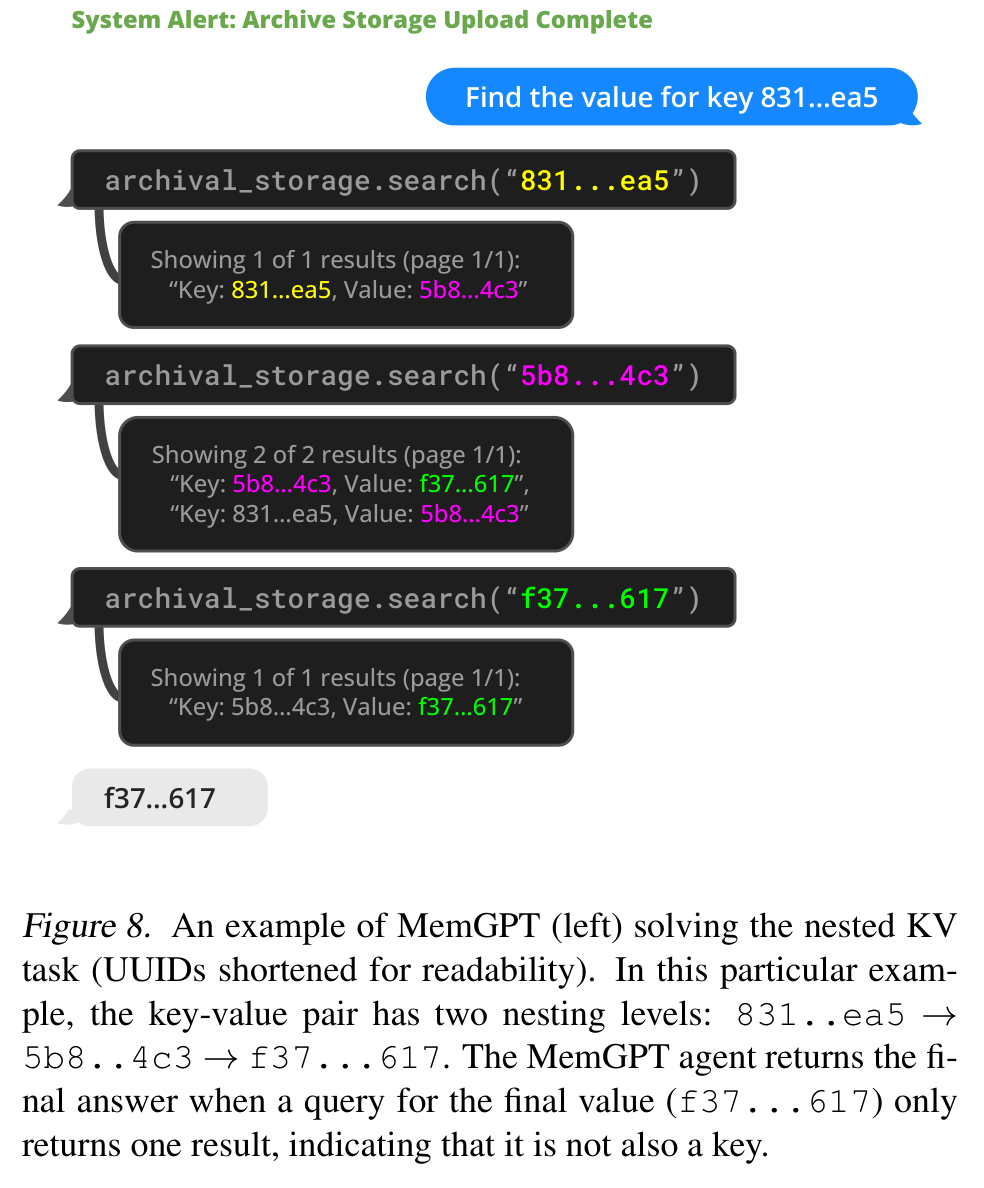 System Alert: Archive Storage Upload Complete
Find the value for key 831...ea5
archival_storage.search(“831...ea5”)
Showing 1 of 1 results (page 1/1):
“Key: 831...ea5, Value: 5b8...4c3”
archival_storage.search(“5b8...4c3”)
Showing 2 of 2 results (page 1/1):
“Key: 5b8...4c3, Value: f37...617”,
“Key: 831...ea5, Value: 5b8...4c3”
archival_storage.search(“f37...617”)
Showing 1 of 1 results (page 1/1):
“Key: 5b8...4c3, Value: f37...617”
f37...617
Figure 8. An example of MemGPT (left) solving the nested KV
task (UUIDs shortened for readability). In this particular exam-
ple, the key-value pair has two nesting levels: 831..ea5 →
5b8..4c3 → f37...617. The MemGPT agent returns the fi-
nal answer when a query for the final value (f37...617) only
returns one result, indicating that it is not also a key.